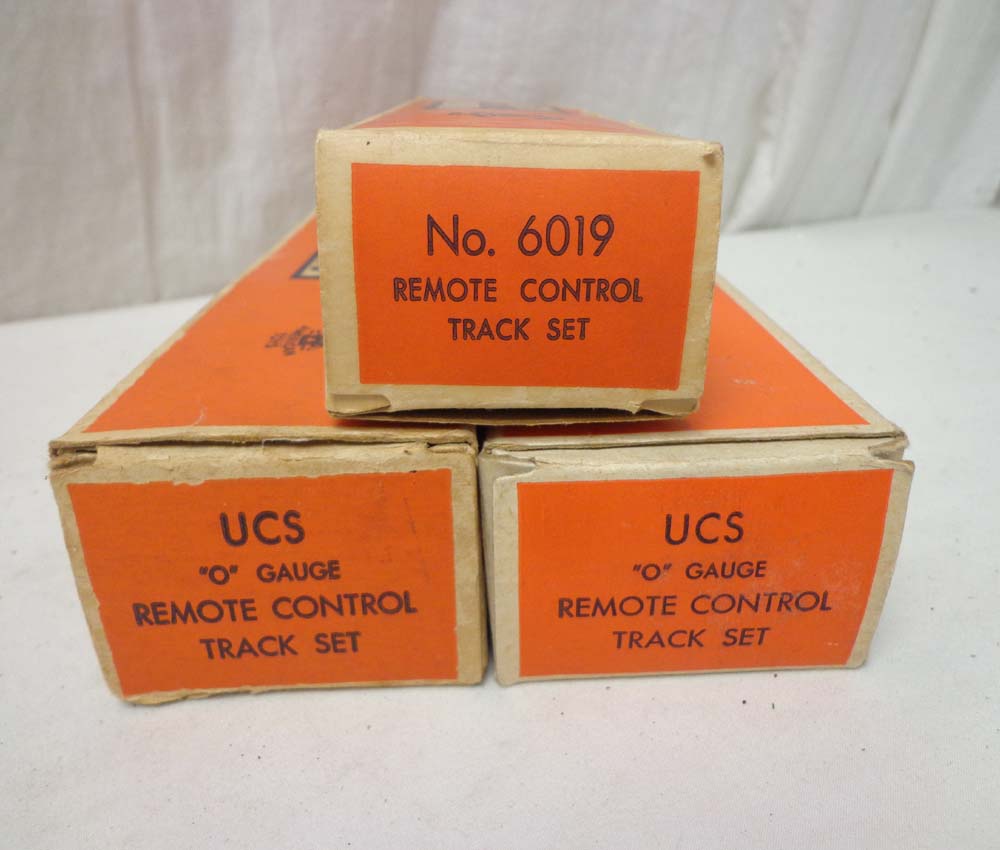 No. 6019
REMOTE CONTROL
TRACK SET
UCS
"O" GAUGE
REMOTE CONTROL
TRACK SET
UCS
"O" GAUGE
REMOTE CONTROL
TRACK SET